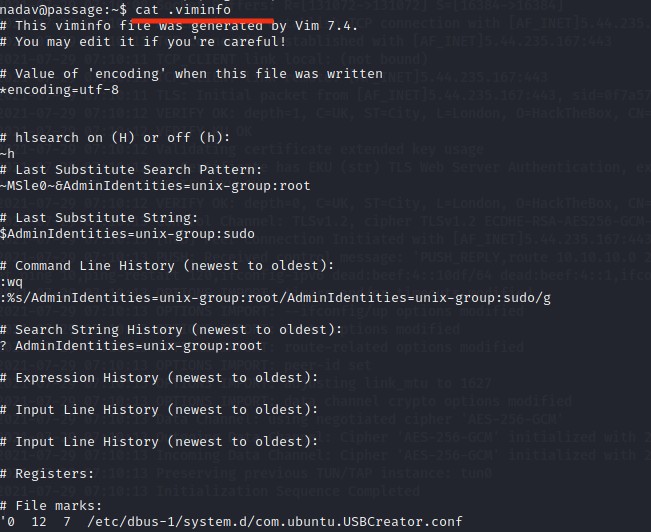 nadav@passage:~$ cat .viminfo
# This viminfo file was generated by Vim 7.4.
# You may edit it if you're careful!
# Value of 'encoding' when this file was written
*encoding=utf-8
# hlsearch on (H) or off (h):
~h
# Last Substitute Search Pattern:
~MSle0~&AdminIdentities=unix-group:root
# Last Substitute String:
$AdminIdentities=unix-group:sudo
# Command Line History (newest to oldest):
:wq
:%s/AdminIdentities=unix-group:root/AdminIdentities=unix-group:sudo/g
# Search String History (newest to oldest):
? AdminIdentities=unix-group:root
# Expression History (newest to oldest):
# Input Line History (newest to oldest):
# Input Line History (newest to oldest):
# Registers:
# File marks:
'0  12  7  /etc/dbus-1/system.d/com.ubuntu.USBCreator.conf